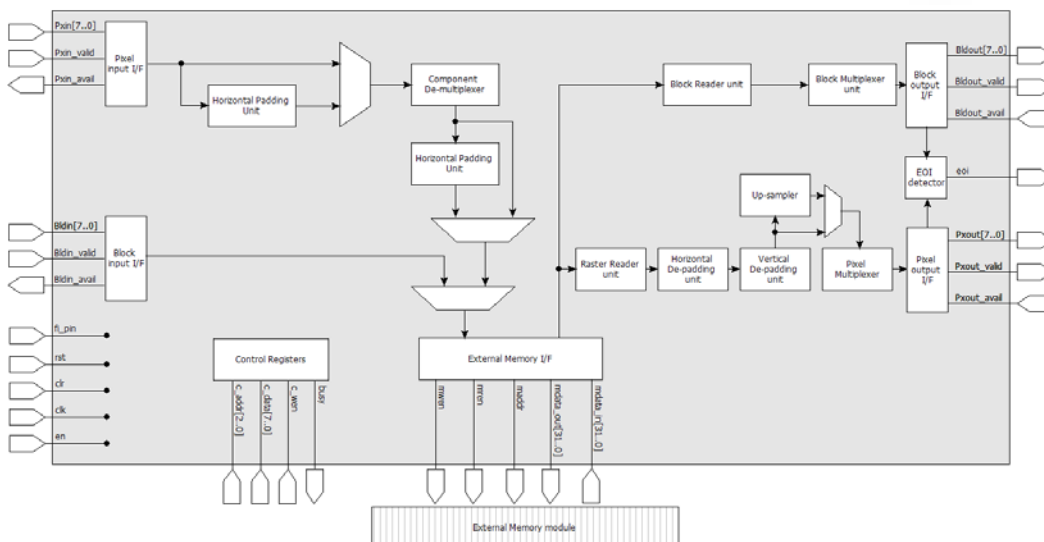 Pxin[7..0]
Pxin_valid
Pxin_avail
Pixel
input I/F
Horizontal Padding
Unit
Component
De-multiplexer
Horizontal Padding
Unit
Block Reader unit
Block Multiplexer
unit
Block
output
I/F
Bldout[7..0]
Bldout_valid
Bldout_avail
EOI
detector
eoi
Up-sampler
Bldin[7..0]
Bldin_valid
Bldin_avail
Block
input I/F
Raster Reader
unit
Horizontal
De-padding
unit
Vertical
De-padding
unit
Pixel
Multiplexer
Pixel
output
I/F
Pxout[7..0]
Pxout_valid
Pxout_avail
fi_pin
rst
clr
clk
en
Control Registers
c_addr[2..0]
c_data[7..0]
c_wen
busy
External Memory I/F
mwen
mren
maddr
mdata_out[31..0]
mdata_in[31..0]
External Memory module